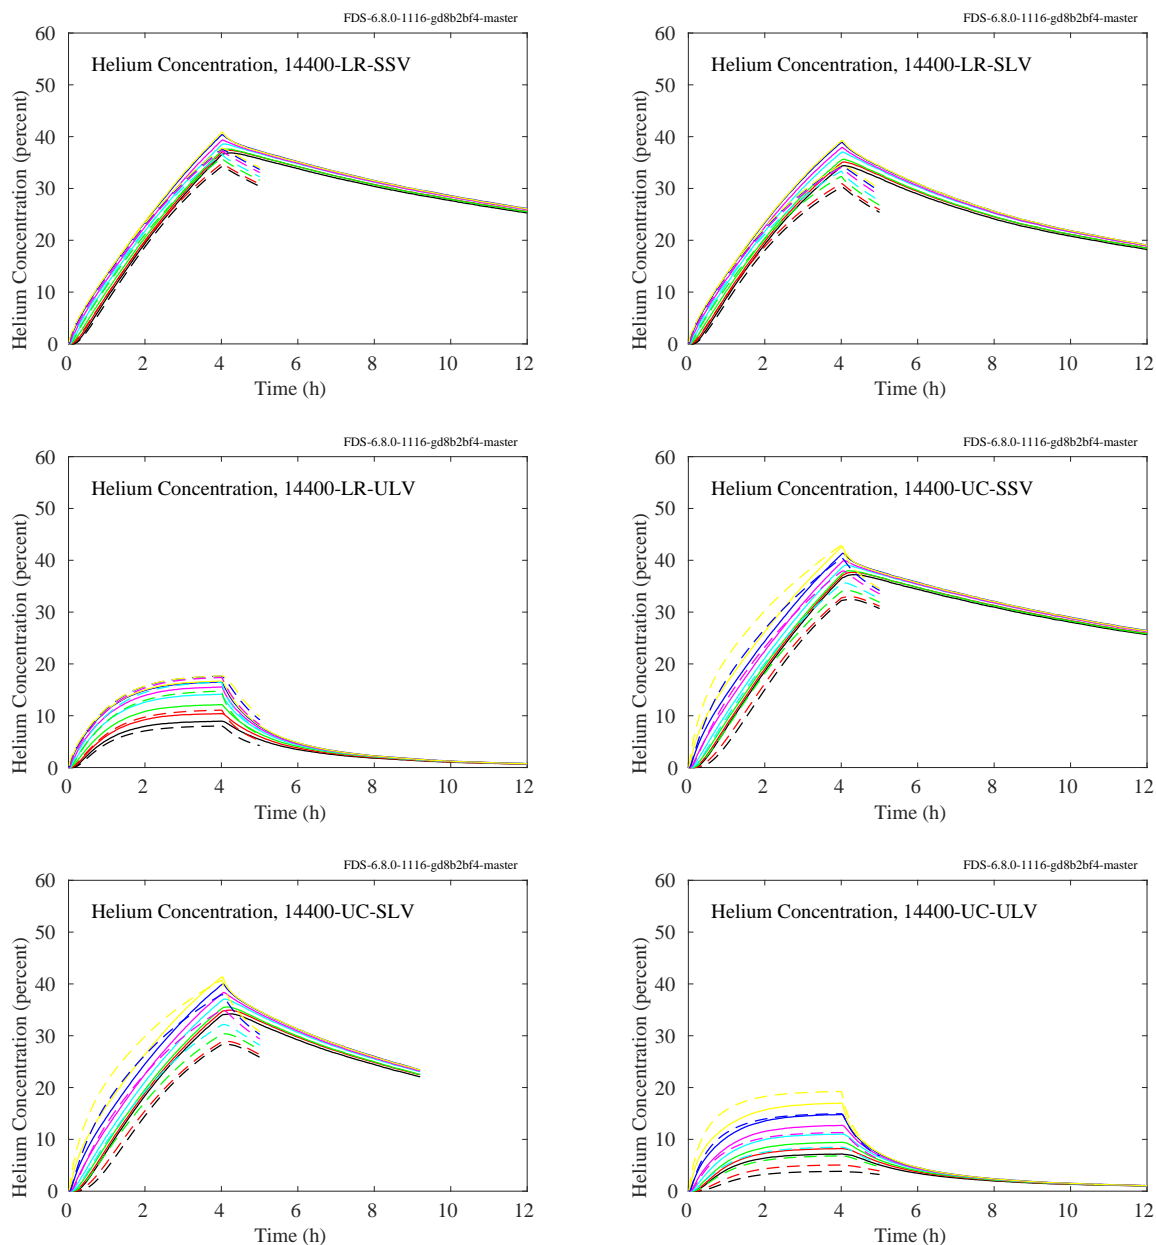 FDS-6.8.0-1116-gd8b2bf4-master
Helium Concentration, 14400-LR-SSV
Helium Concentration (percent)
60
50
40
30
20
10
0
0 2 4 6 8 10 12
Time (h)
FDS-6.8.0-1116-gd8b2bf4-master
Helium Concentration, 14400-LR-SLV
Helium Concentration (percent)
60
50
40
30
20
10
0
0 2 4 6 8 10 12
Time (h)
FDS-6.8.0-1116-gd8b2bf4-master
Helium Concentration, 14400-LR-ULV
Helium Concentration (percent)
60
50
40
30
20
10
0
0 2 4 6 8 10 12
Time (h)
FDS-6.8.0-1116-gd8b2bf4-master
Helium Concentration, 14400-UC-SSV
Helium Concentration (percent)
60
50
40
30
20
10
0
0 2 4 6 8 10 12
Time (h)
FDS-6.8.0-1116-gd8b2bf4-master
Helium Concentration, 14400-UC-SLV
Helium Concentration (percent)
60
50
40
30
20
10
0
0 2 4 6 8 10 12
Time (h)
FDS-6.8.0-1116-gd8b2bf4-master
Helium Concentration, 14400-UC-ULV
Helium Concentration (percent)
60
50
40
30
20
10
0
0 2 4 6 8 10 12
Time (h)